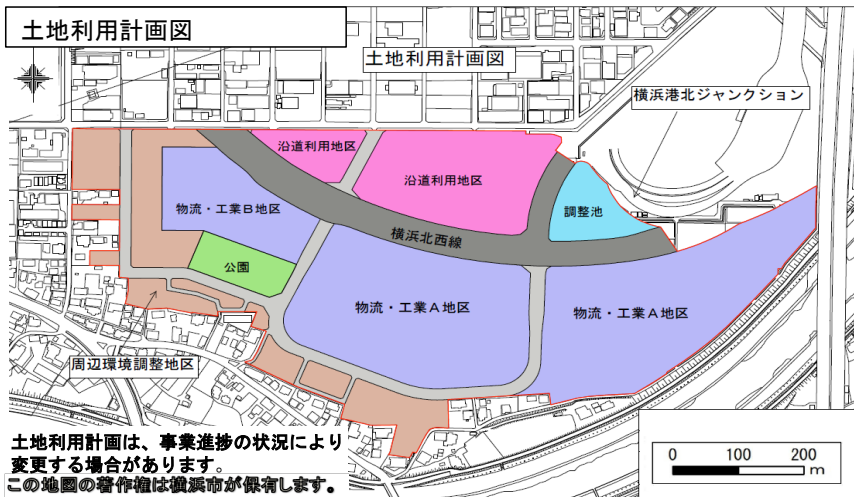 土地利用計画図
土地利用計画図
横浜港北ジャンクション
沿道利用地区
沿道利用地区
物流・工業B地区
調整池
横浜北西線
公園
物流・工業A地区
物流・工業A地区
周辺環境調整地区
土地利用計画は、事業進捗の状況により
変更する場合があります。
この地図の著作権は横浜市が保有します。
0 100 200
m